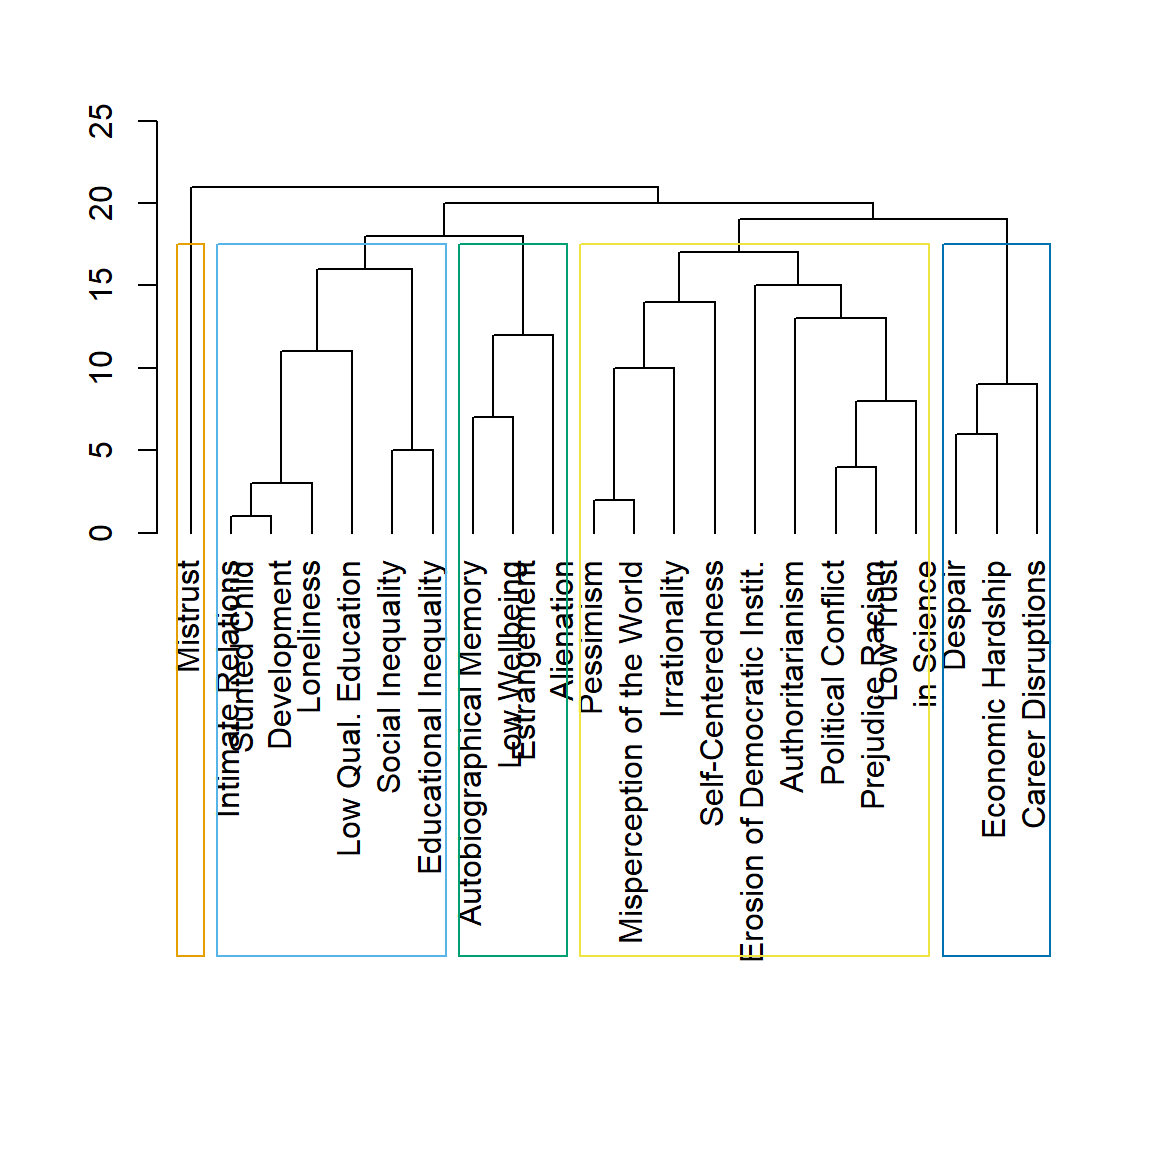 25
20
15
10
5
0
Mistrust
Intimate Relations
Stunted Child
Development
Loneliness
Low Qual. Education
Social Inequality
Educational Inequality
Autobiographical Memory
Low Wellbeing
Estrangement
Alienation
Pessimism
Misperception of the World
Irrationality
Self-Centeredness
Erosion of Democratic Instit.
Authoritarianism
Political Conflict
Prejudice, Racism
Low Trust
in Science
Despair
Economic Hardship
Career Disruptions